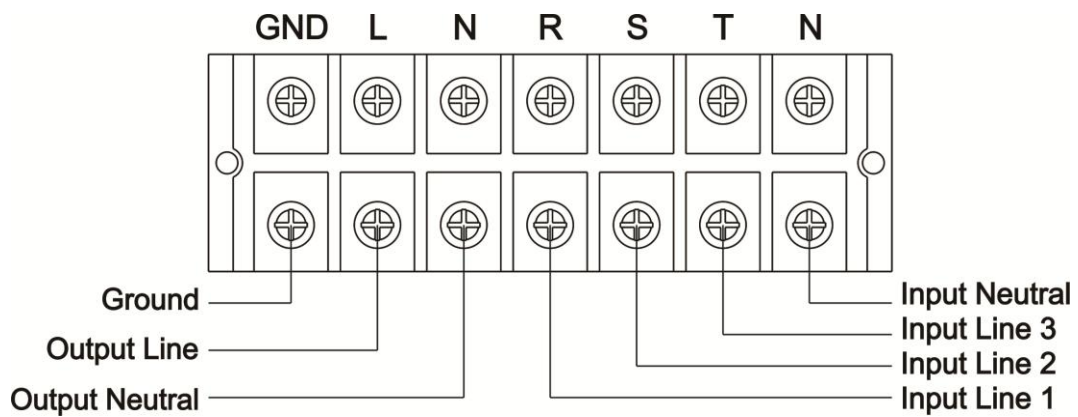 GND L N R S T N
Ground
Output Line
Output Neutral
Input Neutral
Input Line 3
Input Line 2
Input Line 1